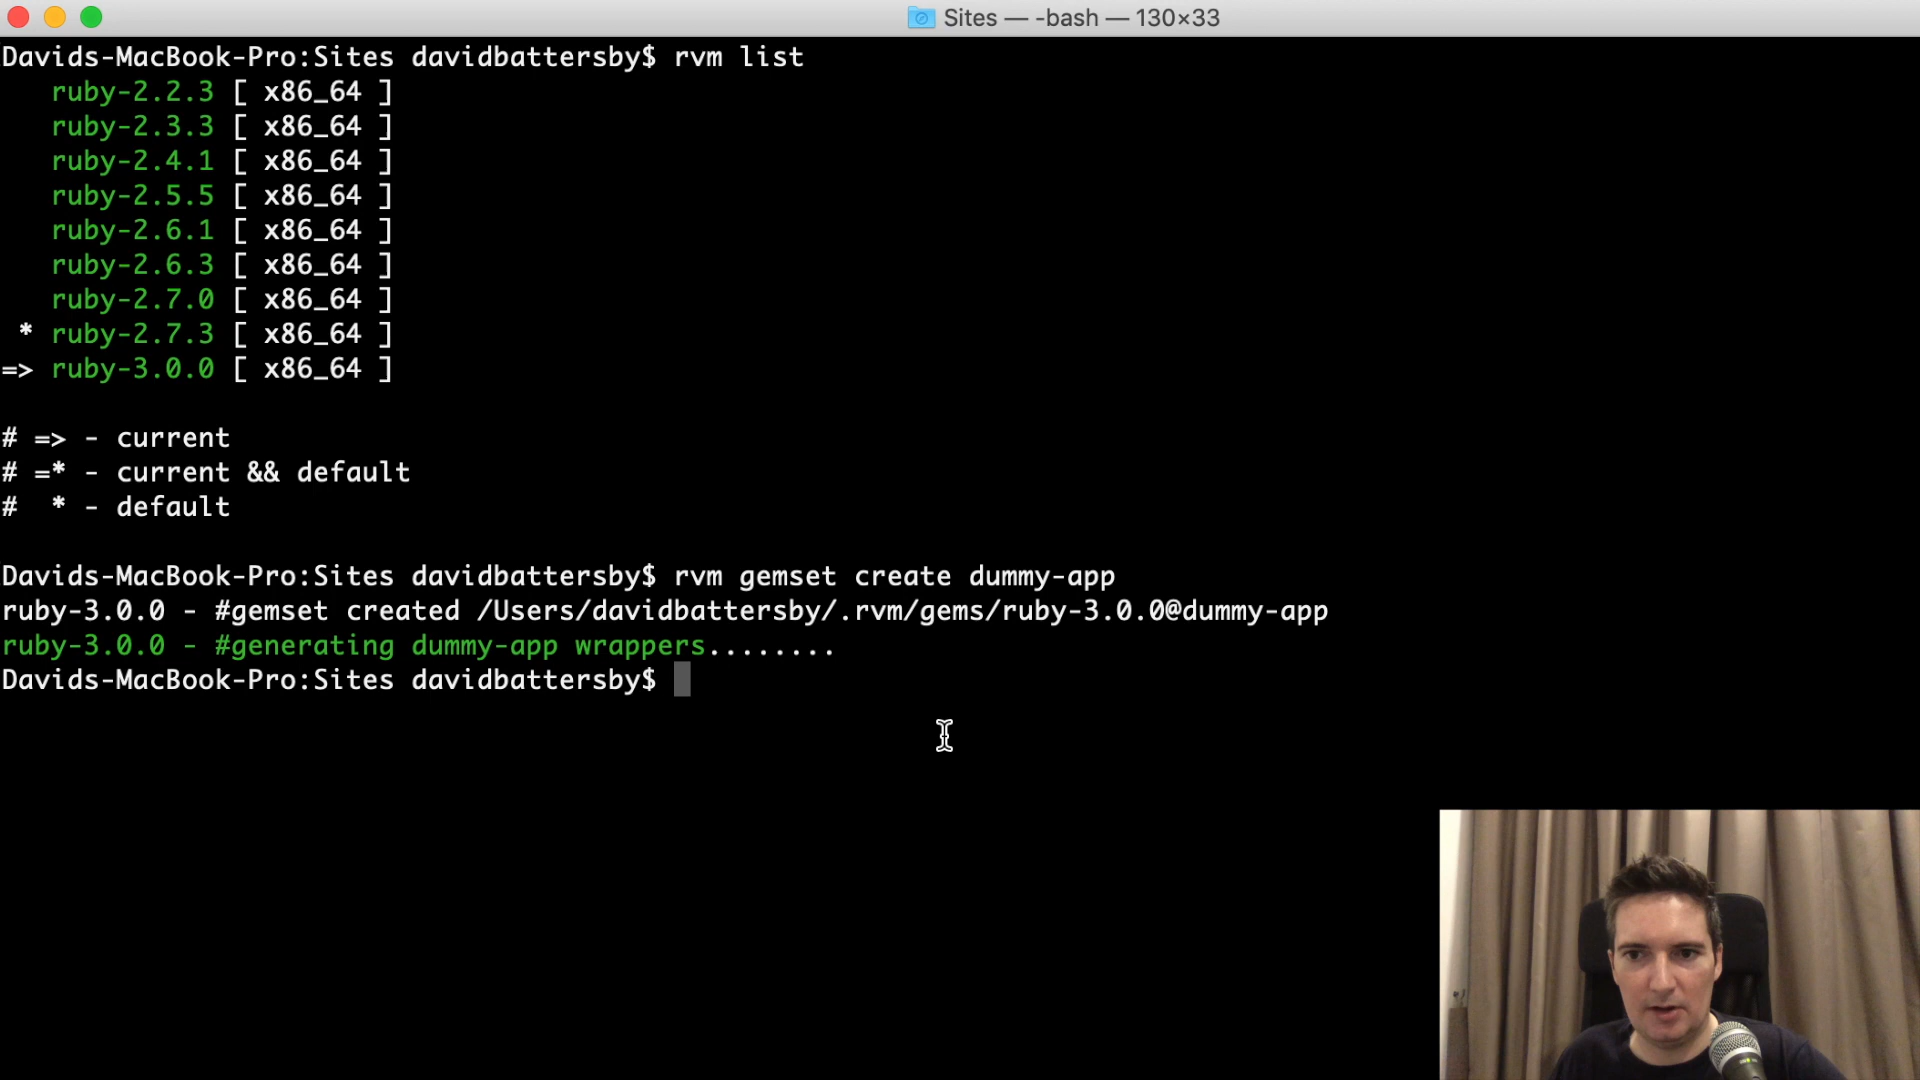 Sites — -bash — 130×33
Davids-MacBook-Pro:Sites davidbattersby$ rvm list
ruby-2.2.3 [ x86_64 ]
ruby-2.3.3 [ x86_64 ]
ruby-2.4.1 [ x86_64 ]
ruby-2.5.5 [ x86_64 ]
ruby-2.6.1 [ x86_64 ]
ruby-2.6.3 [ x86_64 ]
ruby-2.7.0 [ x86_64 ]
* ruby-2.7.3 [ x86_64 ]
=> ruby-3.0.0 [ x86_64 ]
# => - current
# =* - current && default
#  * - default
Davids-MacBook-Pro:Sites davidbattersby$ rvm gemset create dummy-app
ruby-3.0.0 - #gemset created /Users/davidbattersby/.rvm/gems/ruby-3.0.0@dummy-app
ruby-3.0.0 - #generating dummy-app wrappers........
Davids-MacBook-Pro:Sites davidbattersby$